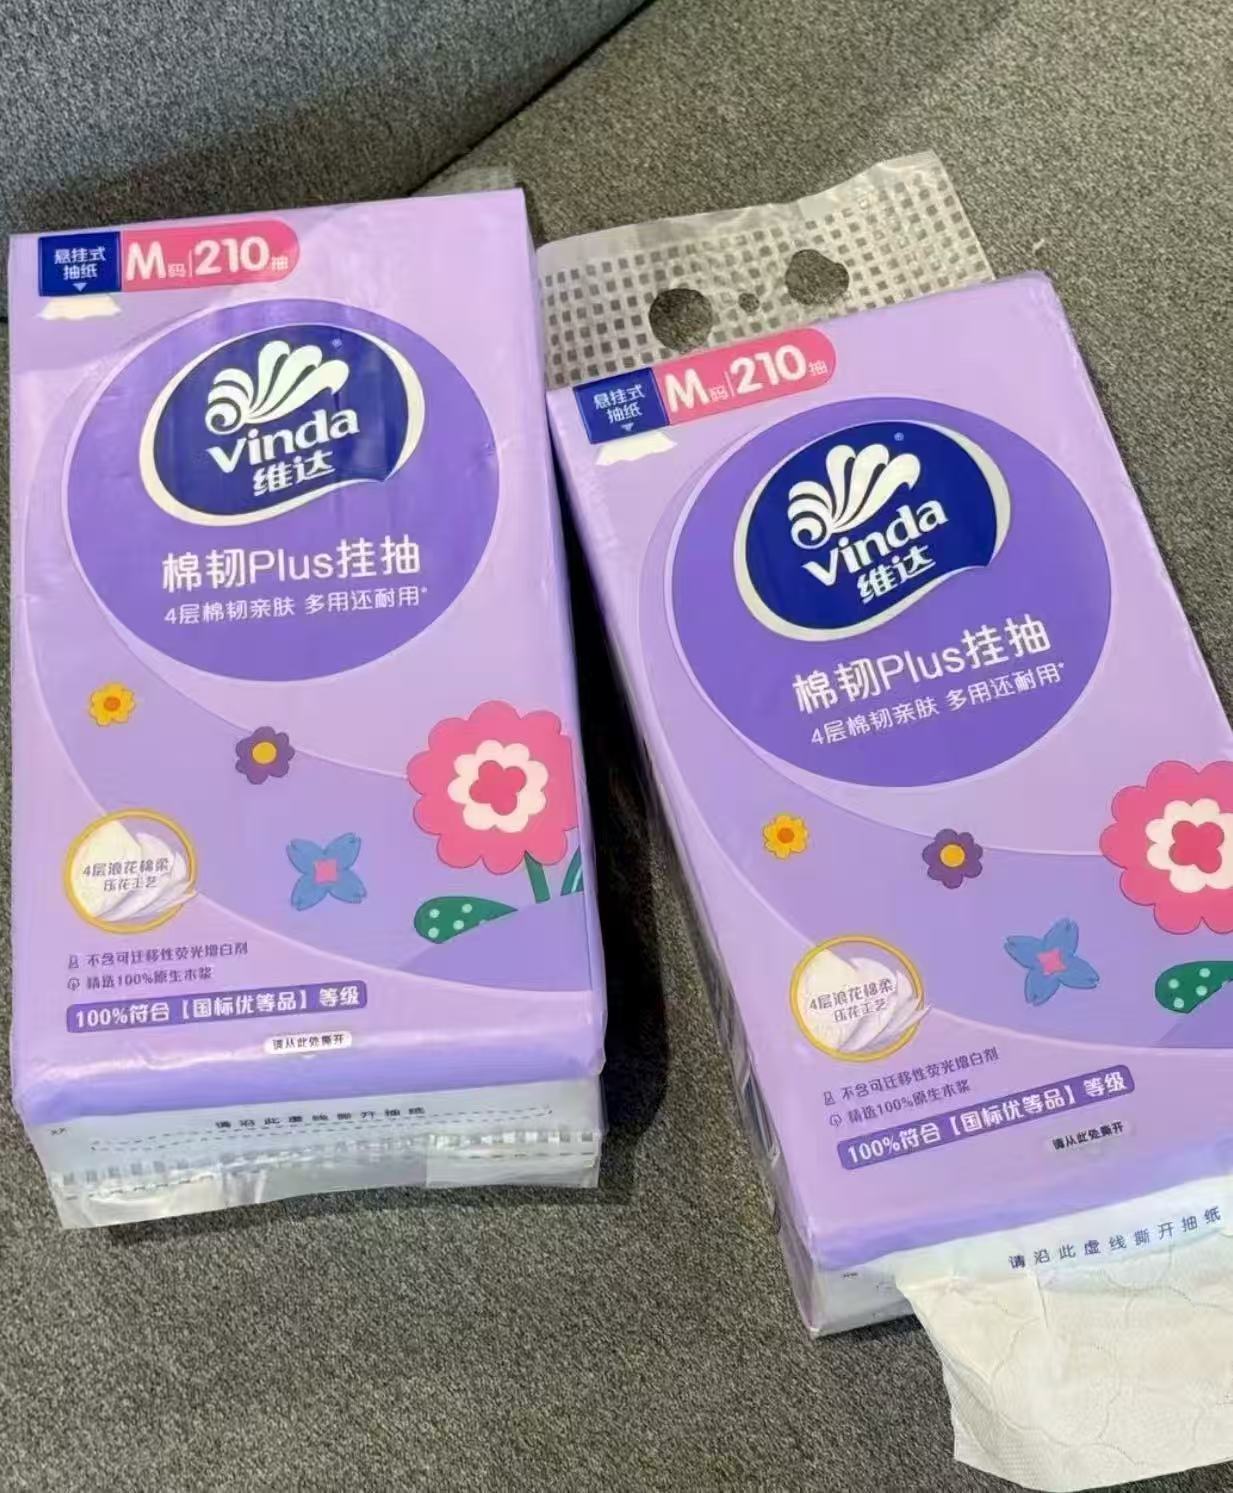 悬挂式
抽纸
M码|210抽
Vinda
维达
®
棉韧Plus挂抽
4层棉韧亲肤 多用还耐用*
4层浪花棉柔
压花工艺
不含可迁移性荧光增白剂
精选100%原生木浆
100%符合【国标优等品】等级
请从此处撕开
请沿此虚线撕开抽纸
悬挂式
抽纸
M码|210抽
Vinda
维达
®
棉韧Plus挂抽
4层棉韧亲肤 多用还耐用*
4层浪花棉柔
压花工艺
不含可迁移性荧光增白剂
精选100%原生木浆
100%符合【国标优等品】等级
请从此处撕开
请沿此虚线撕开抽纸